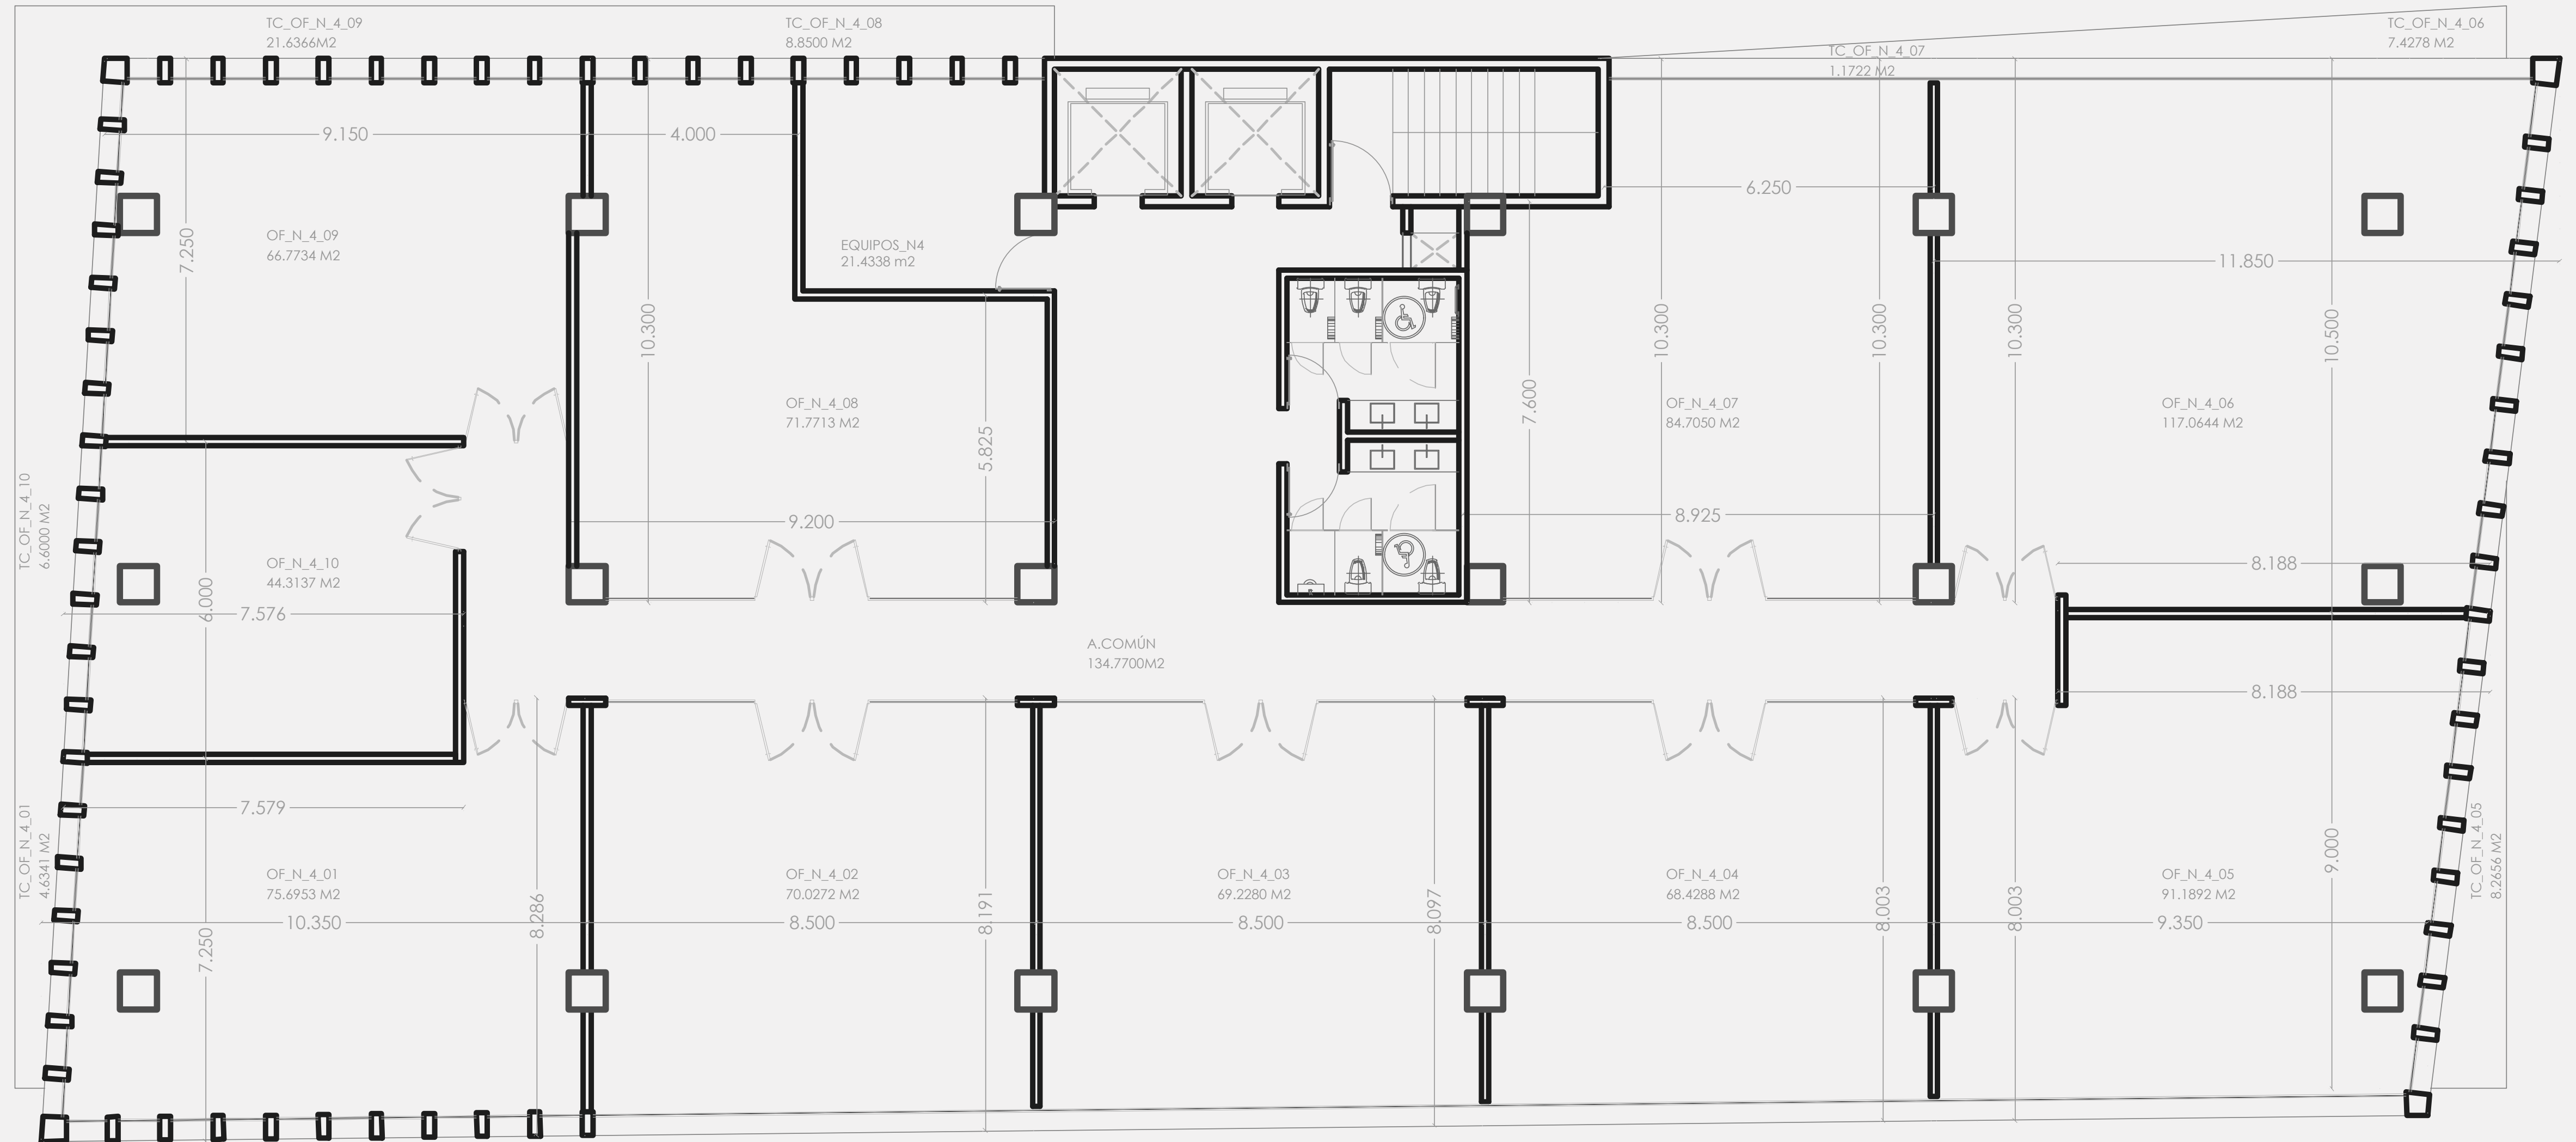 TC_OF_N_4_09
21.6366M2
TC_OF_N_4_08
8.8500 M2
TC_OF_N_4_07
1.1722 M2
TC_OF_N_4_06
7.4278 M2
9.150
4.000
6.250
7.250
OF_N_4_09
66.7734 M2
EQUIPOS_N4
21.4338 m2
11.850
10.300
10.300
10.300
10.300
10.500
7.600
OF_N_4_08
71.7713 M2
5.825
OF_N_4_07
84.7050 M2
OF_N_4_06
117.0644 M2
9.200
8.925
TC_OF_N_4_10
6.6000 M2
OF_N_4_10
44.3137 M2
6.000
7.576
8.188
A.COMÚN
134.7700M2
8.188
7.579
TC_OF_N_4_01
4.6341 M2
OF_N_4_01
75.6953 M2
10.350
7.250
8.286
OF_N_4_02
70.0272 M2
8.500
8.191
OF_N_4_03
69.2280 M2
8.500
8.097
OF_N_4_04
68.4288 M2
8.500
8.003
8.003
OF_N_4_05
91.1892 M2
9.350
9.000
TC_OF_N_4_05
8.2656 M2